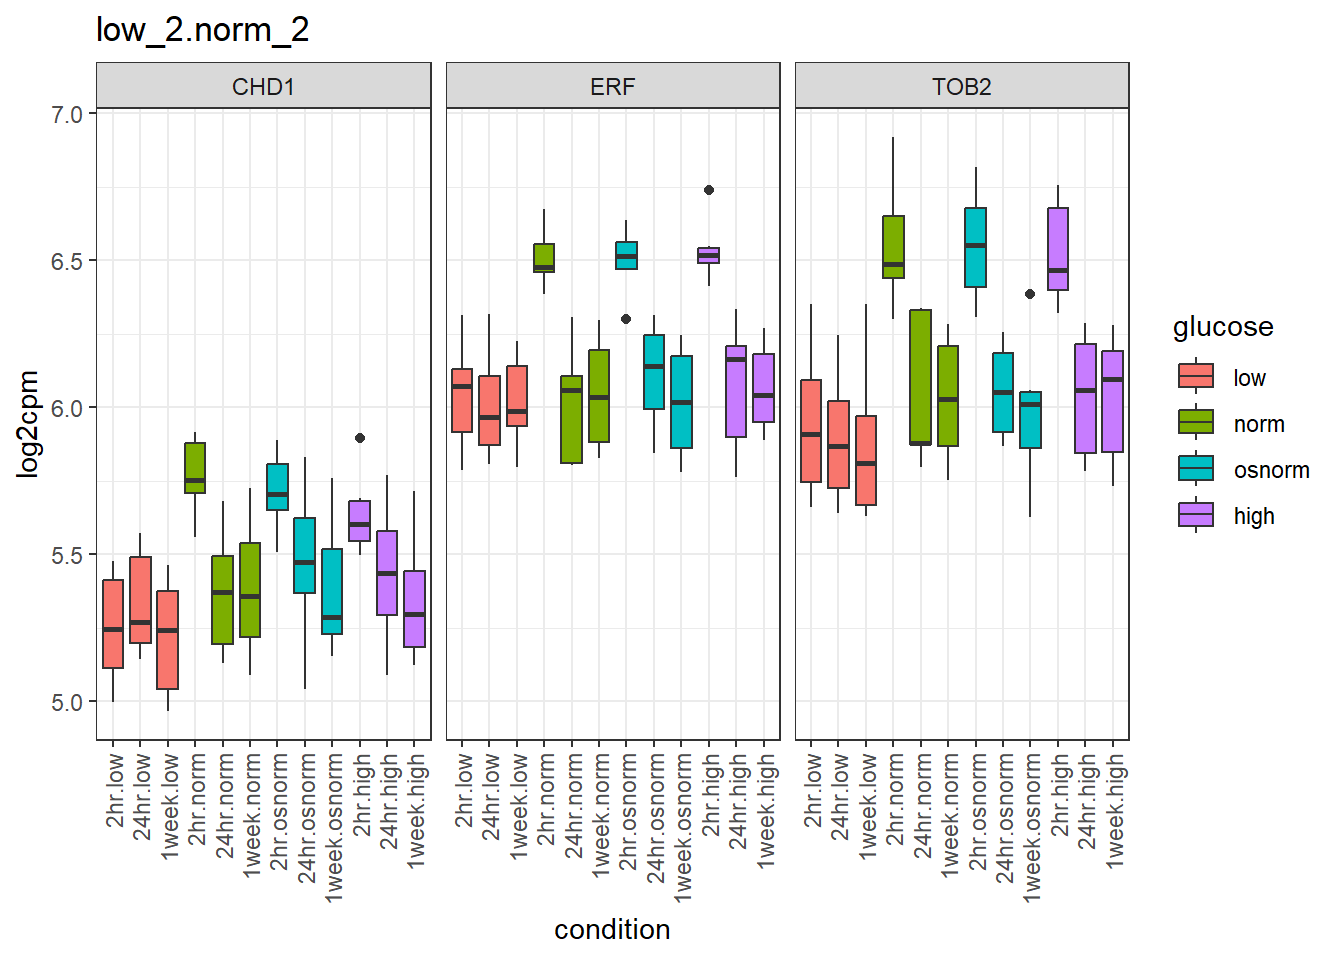 low_2.norm_2
CHD1
ERF
TOB2
log2cpm
7.0
6.5
6.0
5.5
5.0
2hr.low
24hr.low
1week.low
2hr.norm
24hr.norm
1week.norm
2hr.osnorm
24hr.osnorm
1week.osnorm
2hr.high
24hr.high
1week.high
2hr.low
24hr.low
1week.low
2hr.norm
24hr.norm
1week.norm
2hr.osnorm
24hr.osnorm
1week.osnorm
2hr.high
24hr.high
1week.high
2hr.low
24hr.low
1week.low
2hr.norm
24hr.norm
1week.norm
2hr.osnorm
24hr.osnorm
1week.osnorm
2hr.high
24hr.high
1week.high
condition
glucose
low
norm
osnorm
high